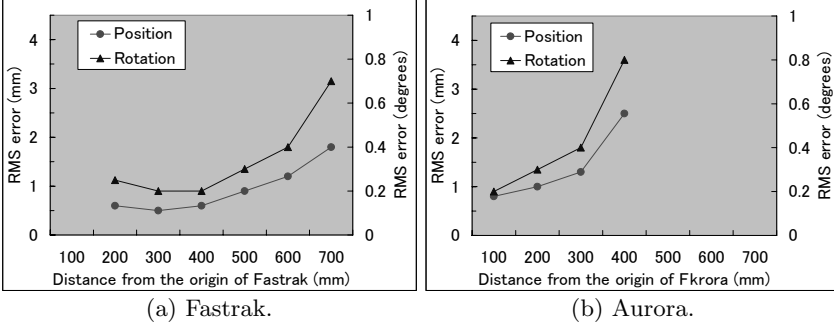 4
3
2
1
0
RMS error (mm)
Position
Rotation
1
0.8
0.6
0.4
0.2
0
RMS error (degrees)
100 200 300 400 500 600 700
Distance from the origin of Fastrak (mm)
(a) Fastrak.
4
3
2
1
0
RMS error (mm)
Position
Rotation
1
0.8
0.6
0.4
0.2
0
RMS error (degrees)
100 200 300 400 500 600 700
Distance from the origin of Fkrora (mm)
(b) Aurora.